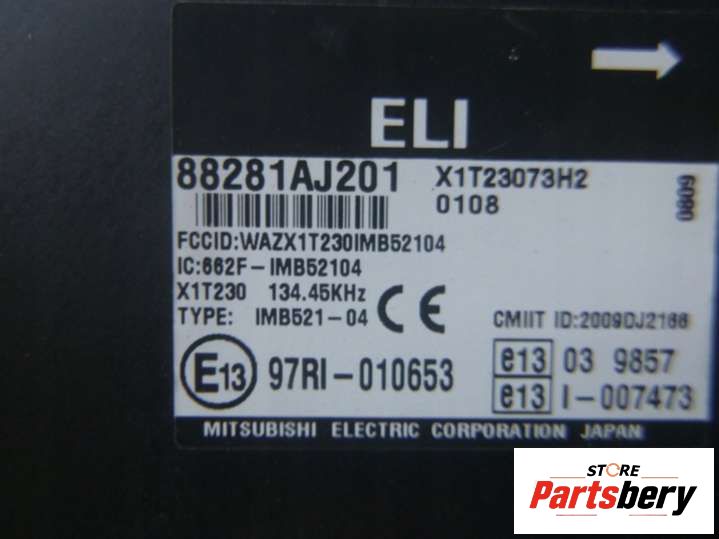 ELI
88281AJ201 X1T23073H2
0108
0809
FCCID:WAZX1T230IMB52104
IC:662F-IMB52104
X1T230 134.45KHz
TYPE: IMB521-04 CE CMIIT ID:2009DJ2166
E13 97RI-010653
e13 03 9857
e13 I-007473
MITSUBISHI ELECTRIC CORPORATION JAPAN
STORE
Partsbery